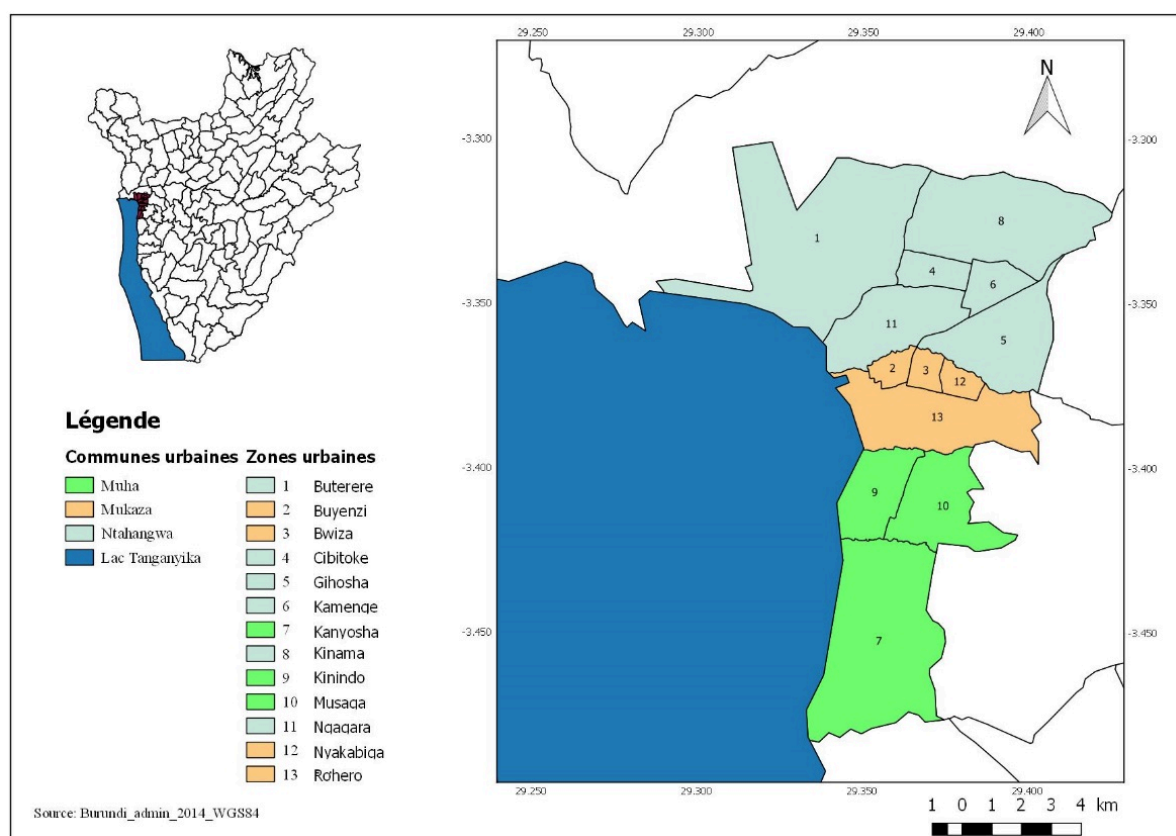 29.250 29.300 29.350 29.400
N
-3.300 -3.300
8
1
4
6
-3.350 -3.350
11
5
2 3 12
13
-3.400 -3.400
9 10
-3.450 -3.450
7
29.250 29.300 29.350 29.400
1 0 1 2 3 4 km
Légende
Communes urbaines Zones urbaines
Muha
Mukaza
Ntahangwa
Lac Tanganyika
1 Buterere
2 Buyenzi
3 Bwiza
4 Cibitoke
5 Gihosha
6 Kamenge
7 Kanyosha
8 Kinama
9 Kinindo
10 Musaga
11 Ngagara
12 Nyakabiga
13 Rohero
Source: Burundi_admin_2014_WGS84